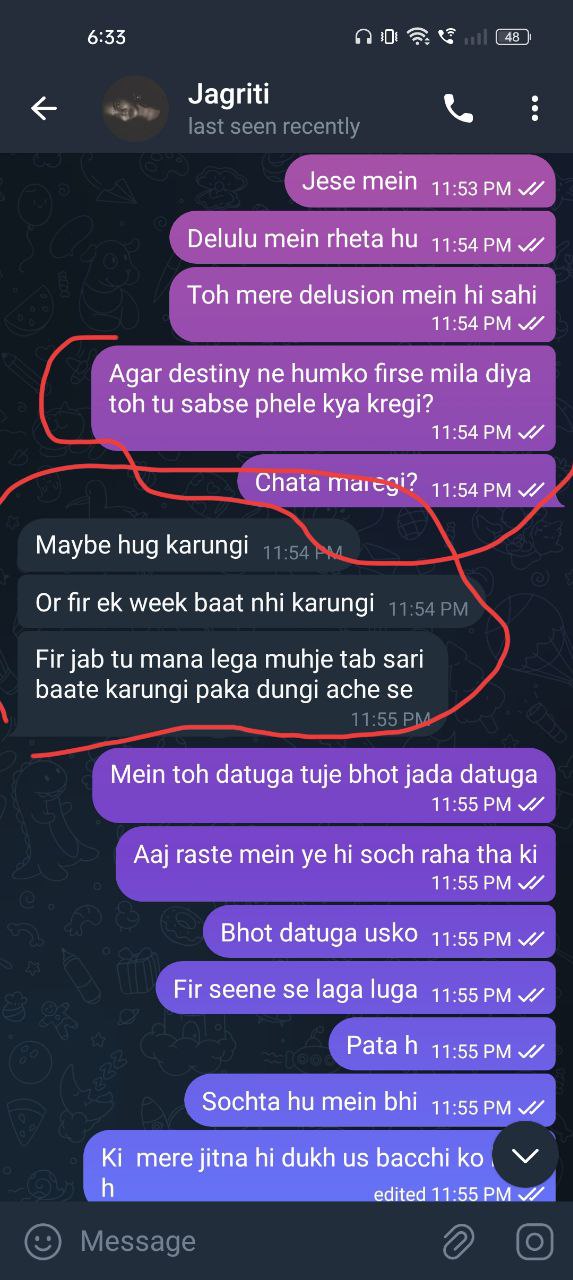 6:33
48
Jagriti
last seen recently
Jese mein 11:53 PM
Delulu mein rheta hu 11:54 PM
Toh mere delusion mein hi sahi
11:54 PM
Agar destiny ne humko firse mila diya
toh tu sabse phele kya kregi?
11:54 PM
Chata maregi? 11:54 PM
Maybe hug karungi 11:54 PM
Or fir ek week baat nhi karungi 11:54 PM
Fir jab tu mana lega muhje tab sari
baate karungi paka dungi ache se
11:55 PM
Mein toh datuga tuje bhot jada datuga
11:55 PM
Aaj raste mein ye hi soch raha tha ki
11:55 PM
Bhot datuga usko 11:55 PM
Fir seene se laga luga 11:55 PM
Pata h 11:55 PM
Sochta hu mein bhi 11:55 PM
Ki mere jitna hi dukh us bacchi ko
h
edited 11:55 PM
Message